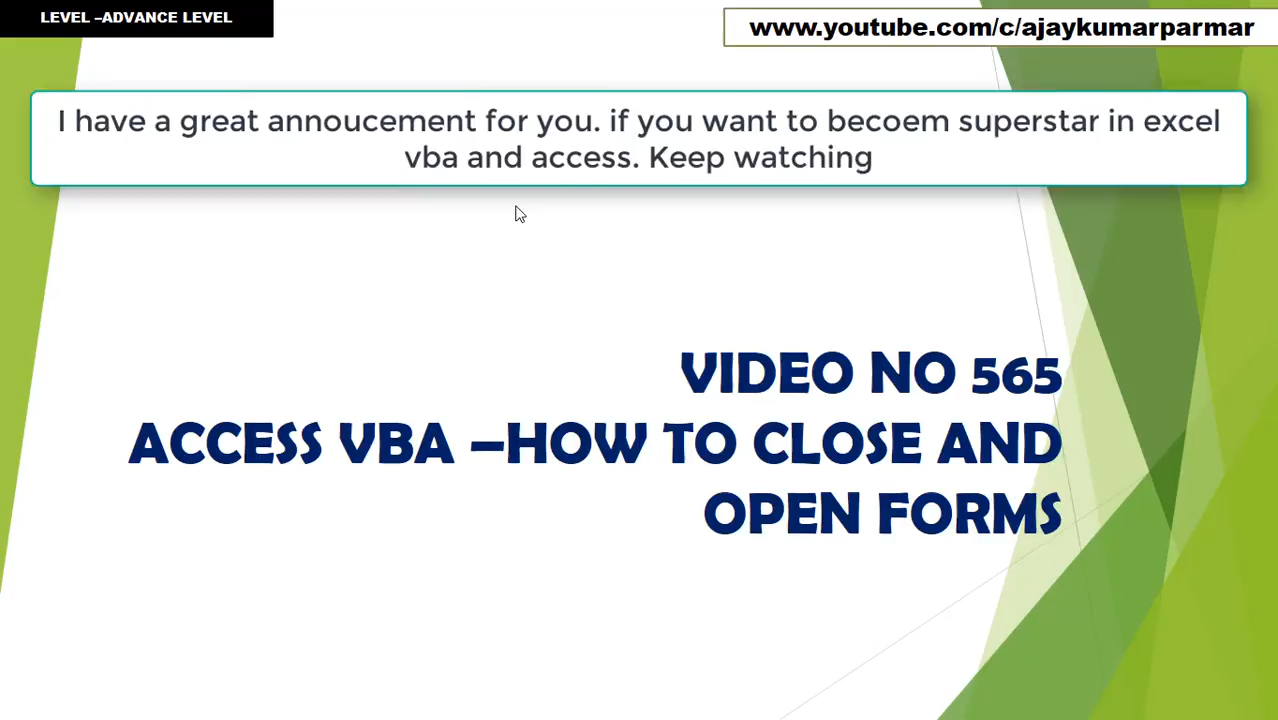 LEVEL –ADVANCE LEVEL
www.youtube.com/c/ajaykumarparmar
I have a great annoucement for you. if you want to becoem superstar in excel
vba and access. Keep watching
VIDEO NO 565
ACCESS VBA –HOW TO CLOSE AND
OPEN FORMS